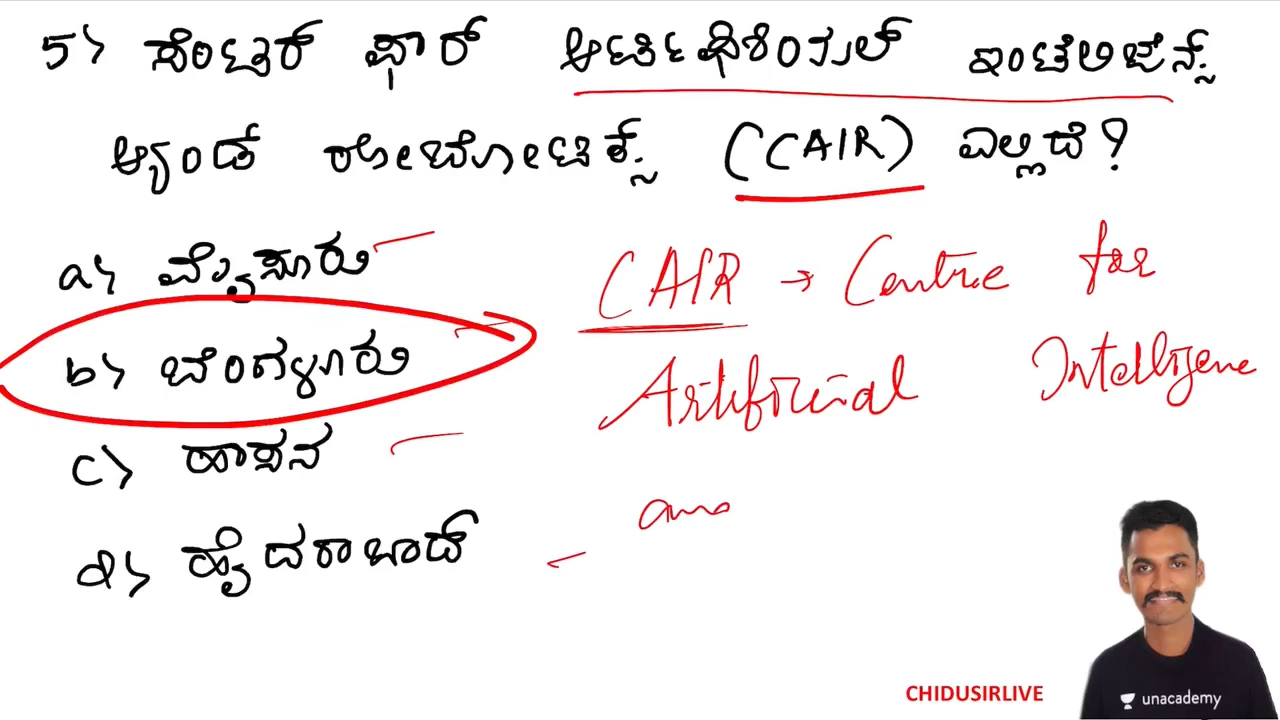 5> ಸೆಂಟರ್ ಫಾರ್ ಆರ್ಟಿಫಿಶಿಯಲ್ ಇಂಟೆಲಿಜೆನ್ಸ್
ಆ್ಯಂಡ್ ರೋಬೋಟಿಕ್ಸ್ (CAIR) ಎಲ್ಲಿದೆ?
a> ಮೈಸೂರು
b> ಬೆಂಗಳೂರು
c> ಹಾಸನ
d> ಹೈದರಾಬಾದ್
CAIR → Centre for
Artificial Intelligence
CHIDUSIRLIVE
unacademy